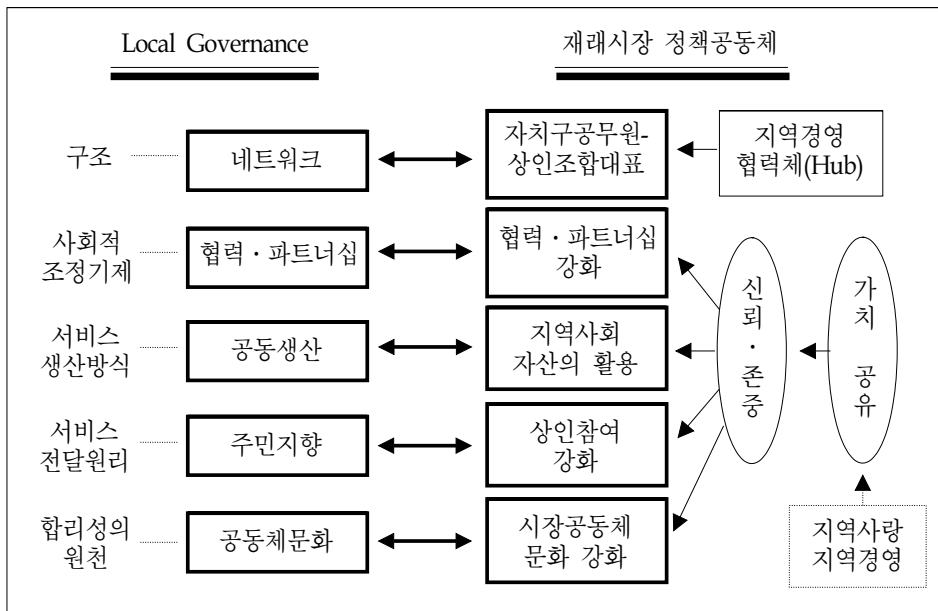 Local Governance
재래시장 정책공동체
구조
네트워크
자치구공무원-
상인조합대표
지역경영
협력체(Hub)
사회적
조정기제
협력·파트너십
협력·파트너십
강화
서비스
생산방식
공동생산
지역사회
자산의 활용
신뢰·존중
가치 공유
서비스
전달원리
주민지향
상인참여
강화
합리성의
원천
공동체문화
시장공동체
문화 강화
지역사랑
지역경영